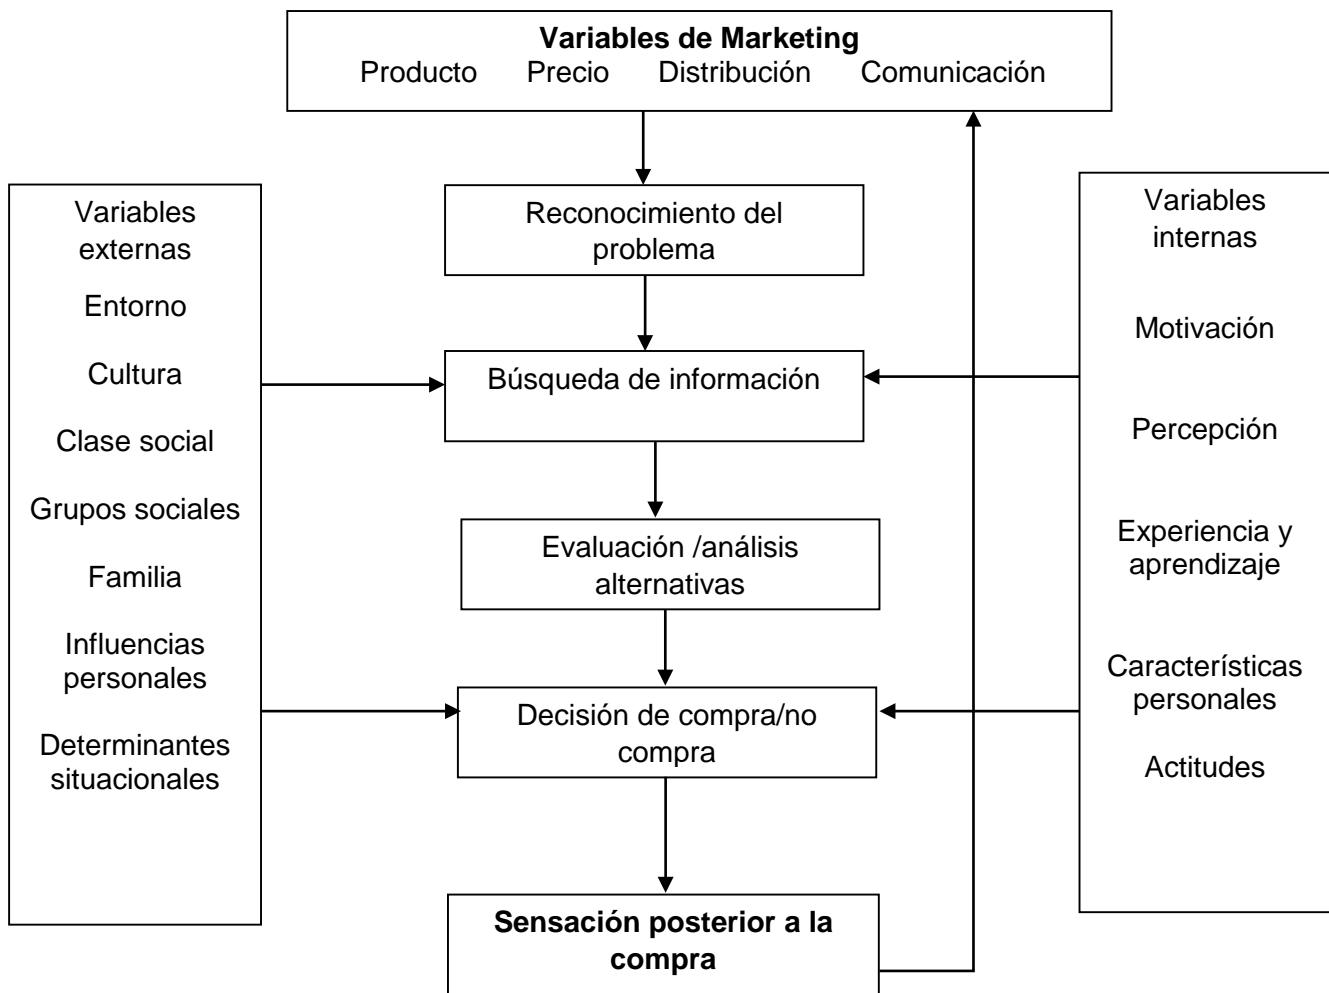 Variables de Marketing
Producto Precio Distribución Comunicación
Variables
externas
Entorno
Cultura
Clase social
Grupos sociales
Familia
Influencias
personales
Determinantes
situacionales
Reconocimiento del
problema
Búsqueda de información
Evaluación /análisis
alternativas
Decisión de compra/no
compra
Sensación posterior a la
compra
Variables
internas
Motivación
Percepción
Experiencia y
aprendizaje
Características
personales
Actitudes